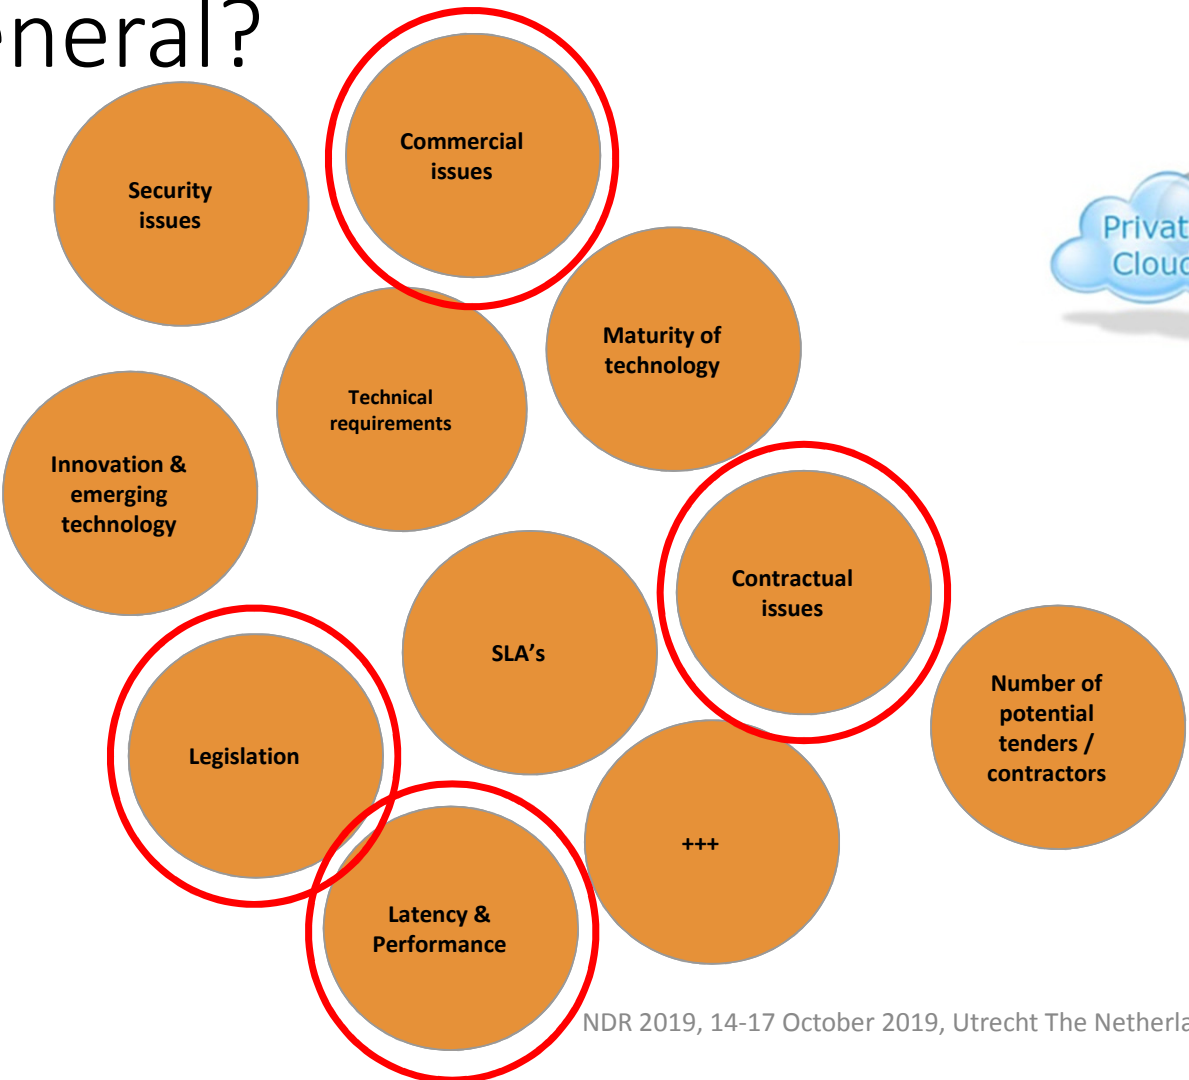 eneral?
Commercial
issues
Security
issues
Maturity of
technology
Technical
requirements
Innovation &
emerging
technology
Contractual
issues
SLA's
Number of
potential
tenders /
contractors
Legislation
+++
Latency &
Performance
Privat
Cloud
NDR 2019, 14-17 October 2019, Utrecht The Netherla